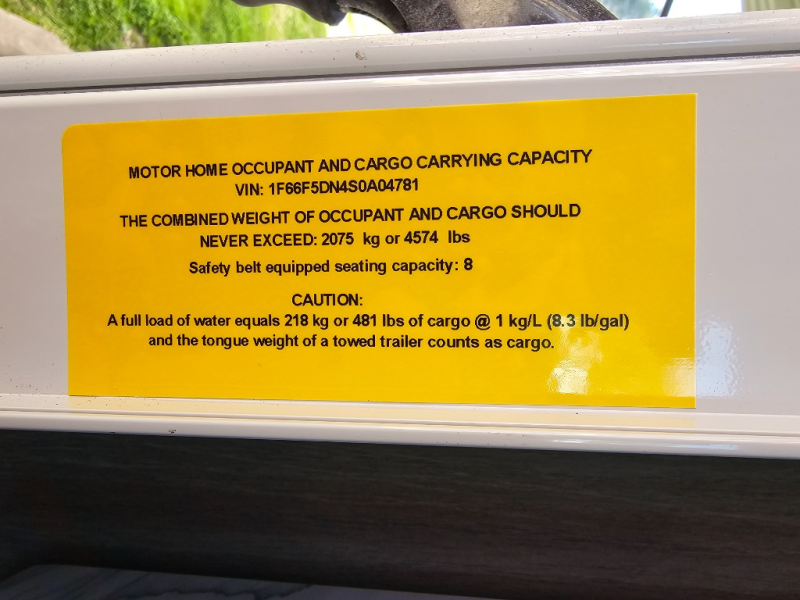 MOTOR HOME OCCUPANT AND CARGO CARRYING CAPACITY
VIN: 1F66F5DN4S0A04781
THE COMBINED WEIGHT OF OCCUPANT AND CARGO SHOULD
NEVER EXCEED: 2075 kg or 4574 lbs
Safety belt equipped seating capacity: 8
CAUTION:
A full load of water equals 218 kg or 481 lbs of cargo @ 1 kg/L (8.3 lb/gal)
and the tongue weight of a towed trailer counts as cargo.